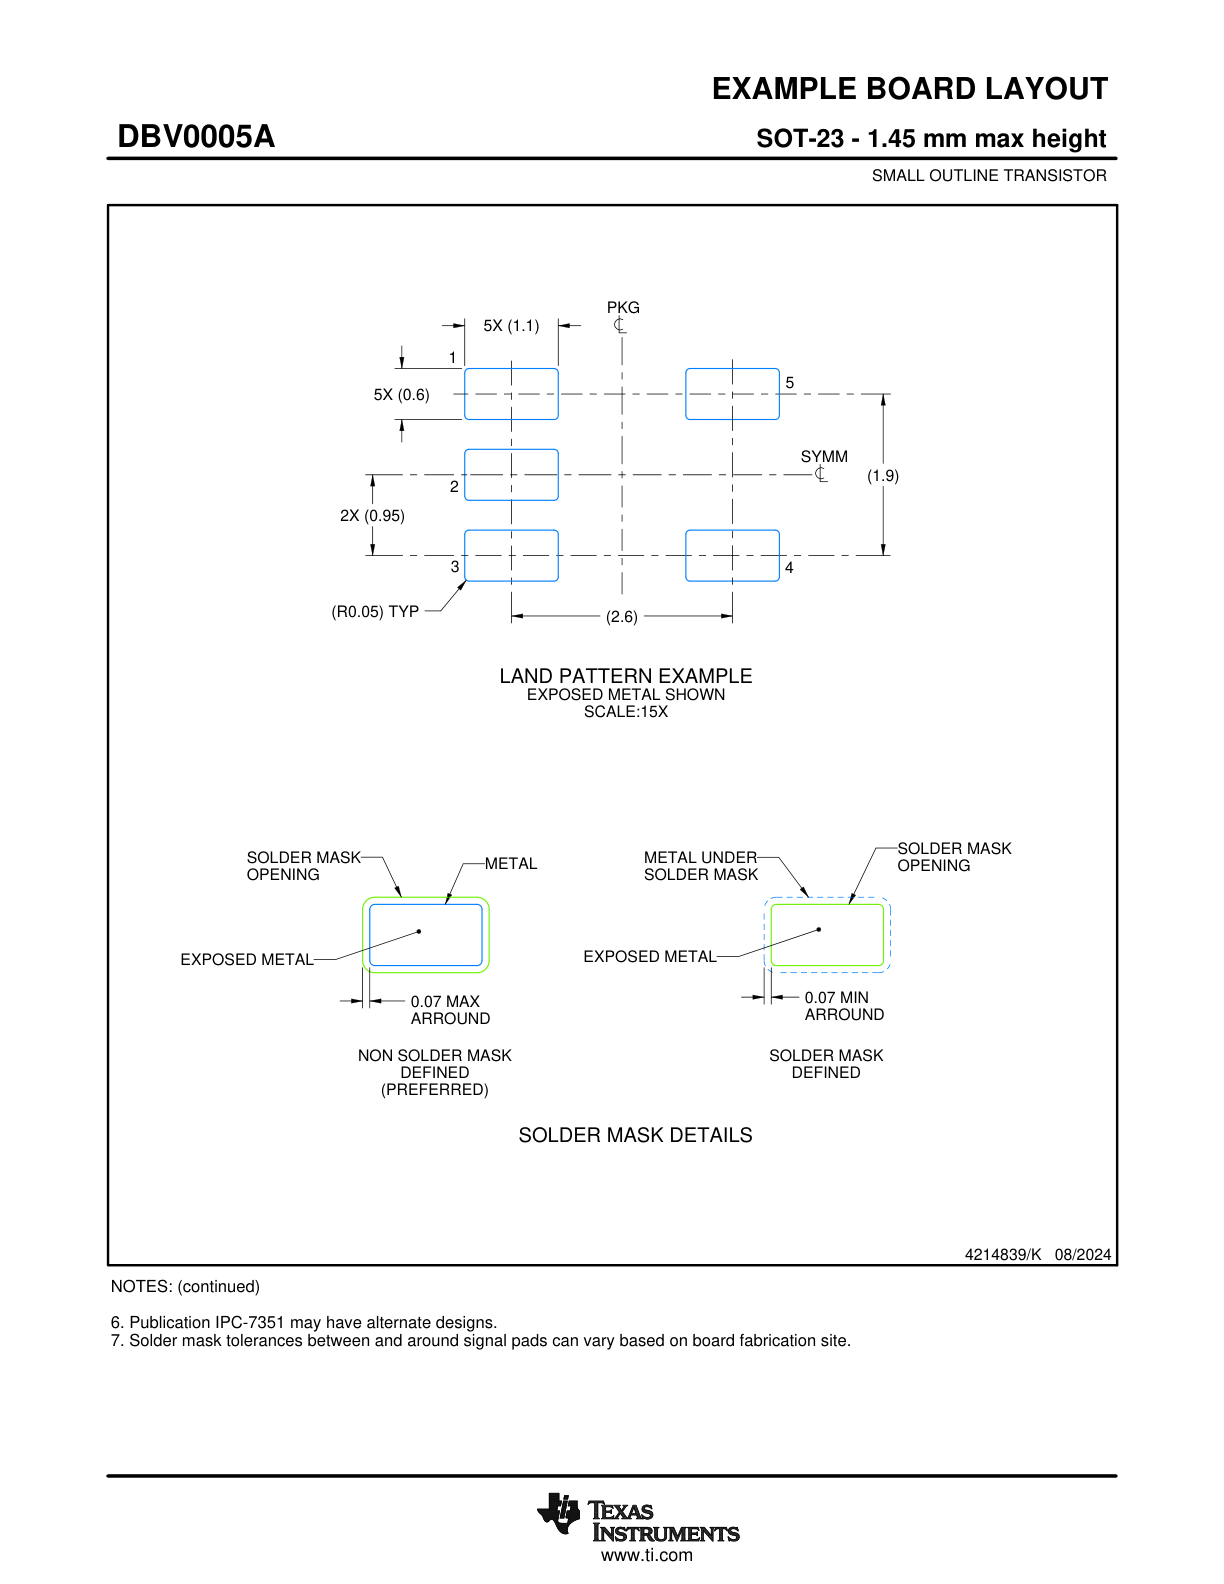 EXAMPLE BOARD LAYOUT
DBV0005A
SOT-23 - 1.45 mm max height
SMALL OUTLINE TRANSISTOR
PKG
5X (1.1)
1
5
5X (0.6)
SYMM
(1.9)
2
2X (0.95)
3
4
(R0.05) TYP
(2.6)
LAND PATTERN EXAMPLE
EXPOSED METAL SHOWN
SCALE:15X
SOLDER MASK
OPENING
METAL
EXPOSED METAL
0.07 MAX
ARROUND
NON SOLDER MASK
DEFINED
(PREFERRED)
METAL UNDER
SOLDER MASK
SOLDER MASK
OPENING
EXPOSED METAL
0.07 MIN
ARROUND
SOLDER MASK
DEFINED
SOLDER MASK DETAILS
4214839/K 08/2024
NOTES: (continued)
6. Publication IPC-7351 may have alternate designs.
7. Solder mask tolerances between and around signal pads can vary based on board fabrication site.
TEXAS
INSTRUMENTS
www.ti.com